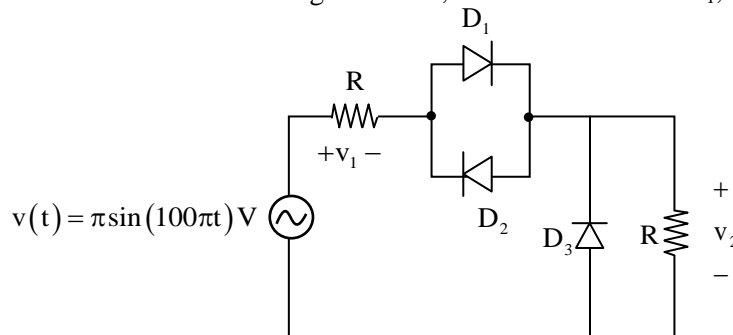 D₁
R
+v₁ −
D₂
v(t) = π sin(100πt) V
D₃
R
+
v₂
−